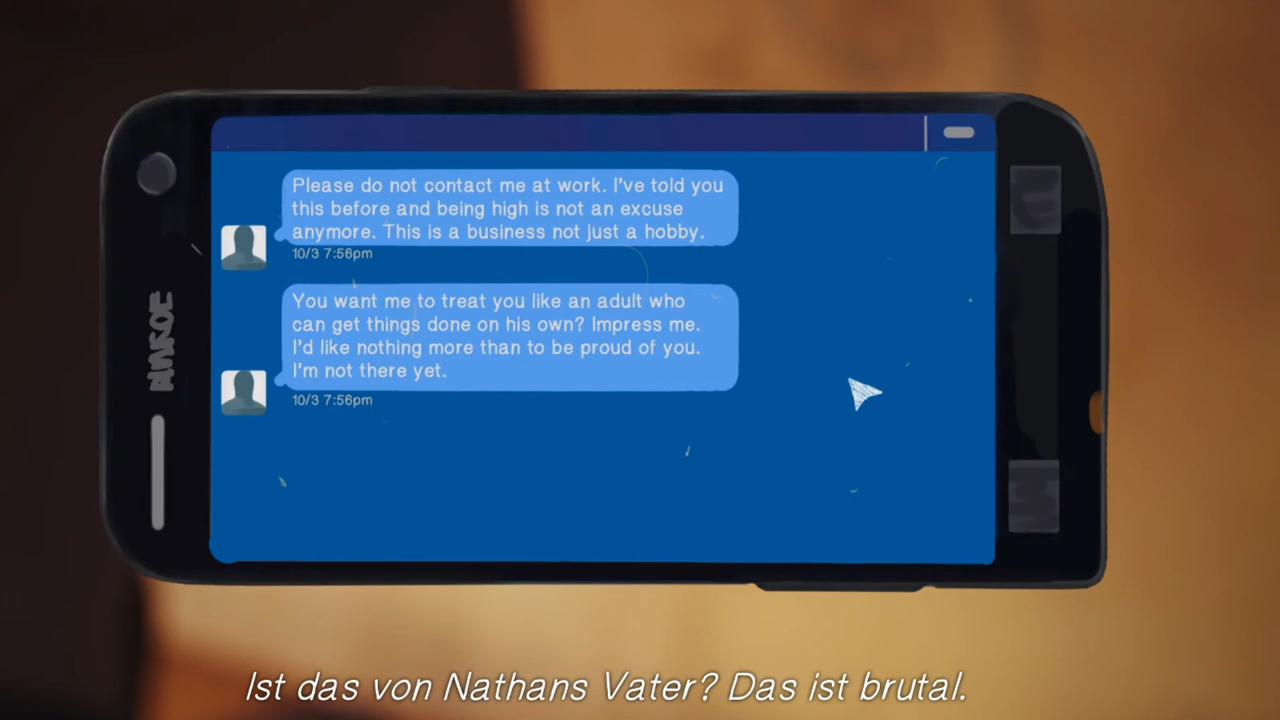 Please do not contact me at work. I've told you
this before and being high is not an excuse
anymore. This is a business not just a hobby.
10/3 7:56pm
You want me to treat you like an adult who
can get things done on his own? Impress me.
I'd like nothing more than to be proud of you.
I'm not there yet.
10/3 7:56pm
Ist das von Nathans Vater? Das ist brutal.